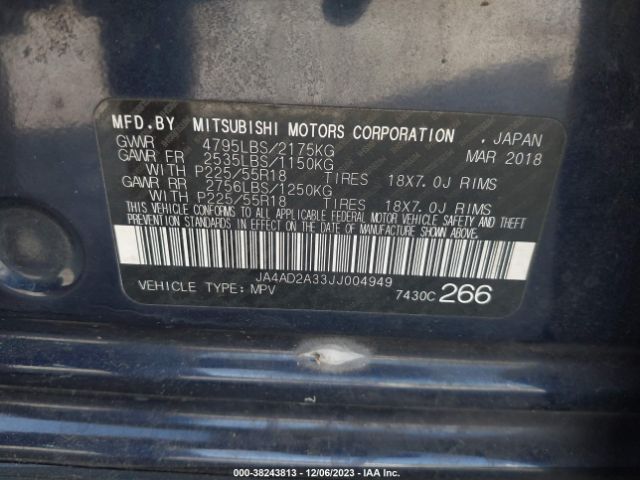 MFD.BY MITSUBISHI MOTORS CORPORATION , JAPAN
GWWR 4795LBS/2175KG MAR 2018
GAWR FR 2535LBS/1150KG
WITH P225/55R18 TIRES 18X7.0J RIMS
GAWR RR 2756LBS/1250KG
WITH P225/55R18 TIRES 18X7.0J RIMS
THIS VEHICLE CONFORMS TO ALL APPLICABLE FEDERAL MOTOR VEHICLE SAFETY AND THEFT
PREVENTION STANDARDS IN EFFECT ON THE DATE OF MANUFACTURE SHOWN ABOVE.
JA4AD2A33JJ004949
VEHICLE TYPE: MPV 7430C 266
00-38243813 - 12/06/2023 - IAA Inc.